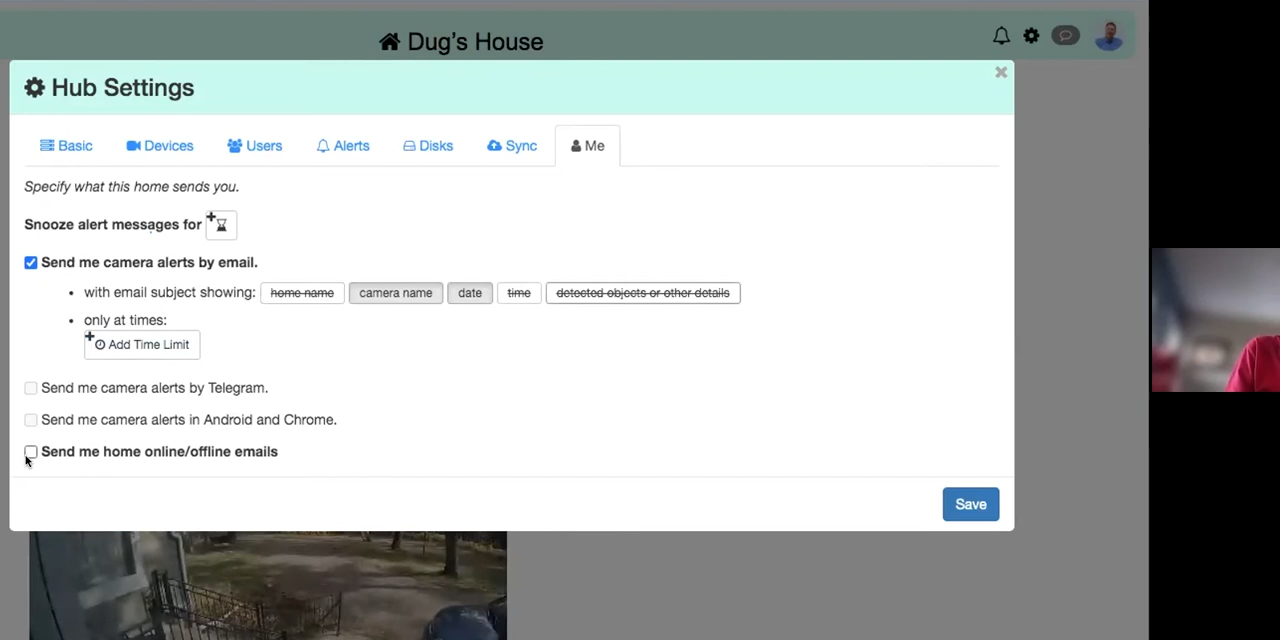 Dug's House
Hub Settings
Basic Devices Users Alerts Disks Sync Me
Specify what this home sends you.
Snooze alert messages for
Send me camera alerts by email.
with email subject showing: home name camera name date time detected objects or other details
only at times:
Add Time Limit
Send me camera alerts by Telegram.
Send me camera alerts in Android and Chrome.
Send me home online/offline emails
Save